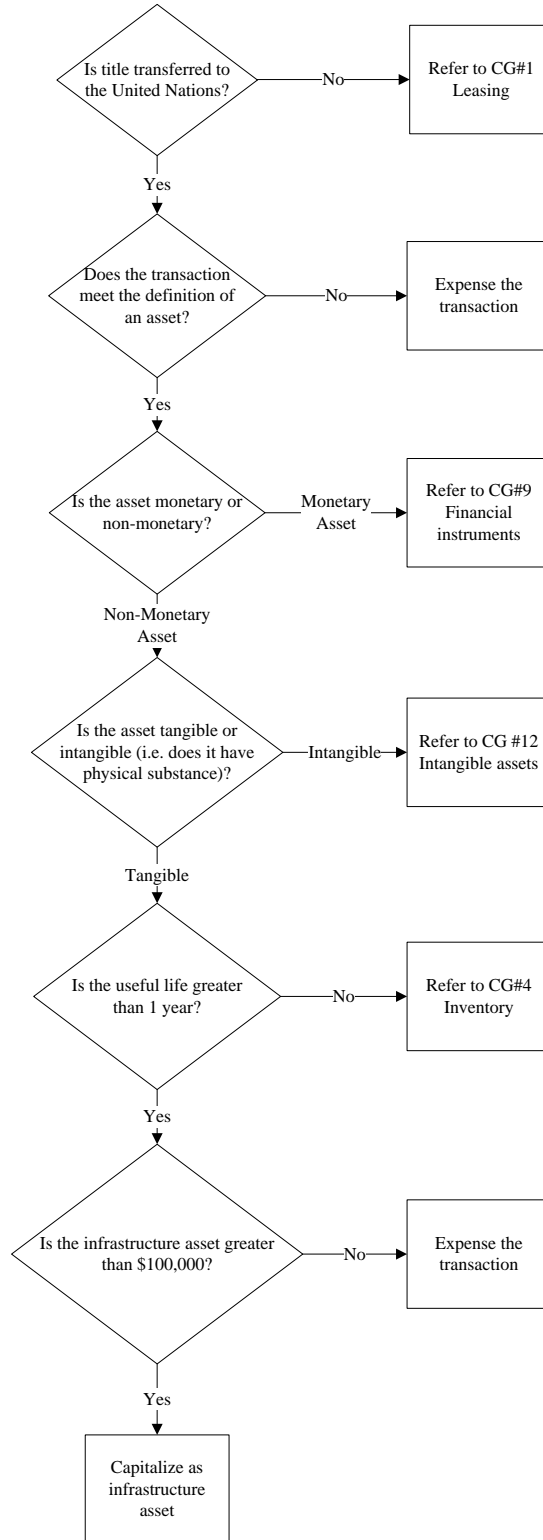 Is title transferred to
the United Nations?
No
Refer to CG#1
Leasing
Yes
Does the transaction
meet the definition of
an asset?
No
Expense the
transaction
Yes
Is the asset monetary or
non-monetary?
Monetary
Asset
Refer to CG#9
Financial
instruments
Non-Monetary
Asset
Is the asset tangible or
intangible (i.e. does it have
physical substance)?
Intangible
Refer to CG #12
Intangible assets
Tangible
Is the useful life greater
than 1 year?
No
Refer to CG#4
Inventory
Yes
Is the infrastructure asset greater
than $100,000?
No
Expense the
transaction
Yes
Capitalize as
infrastructure
asset